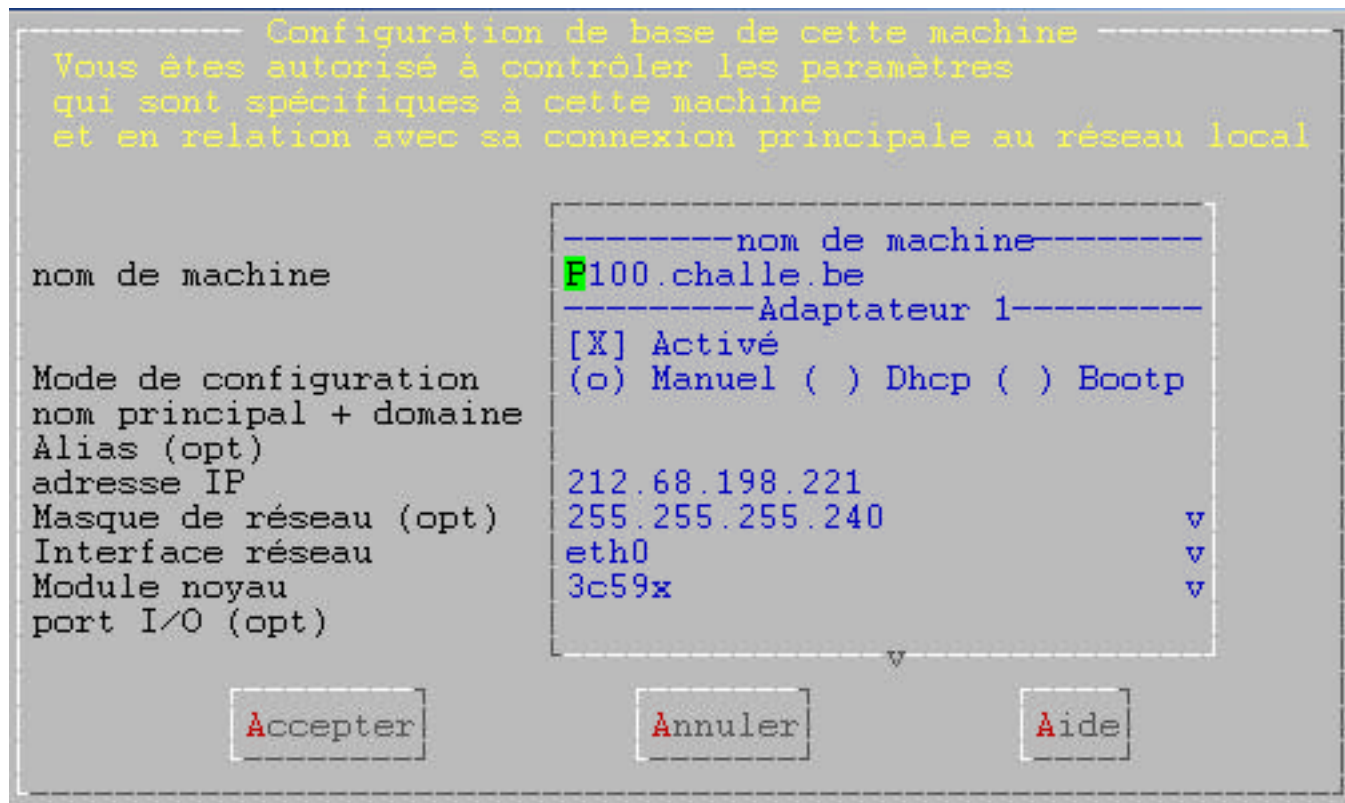 Configuration de base de cette machine
Vous êtes autorisé à contrôler les paramètres
qui sont spécifiques à cette machine
et en relation avec sa connexion principale au réseau local
nom de machine
nom de machine P100.challe.be
Adaptateur 1
[X] Activé
Mode de configuration (o) Manuel ( ) Dhcp ( ) Bootp
nom principal + domaine
Alias (opt)
adresse IP 212.68.198.221
Masque de réseau (opt) 255.255.255.240
Interface réseau eth0
Module noyau 3c59x
port I/O (opt)
Accepter Annuler Aide